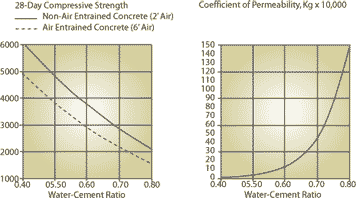 28-Day Compressive Strength
Non-Air Entrained Concrete (2' Air)
Air Entrained Concrete (6' Air)
6000
5000
4000
3000
2000
1000
0.40 05.50 0.60 0.70 0.80
Water-Cement Ratio
Coefficient of Permeability, Kg x 10,000
150
140
130
120
110
100
90
80
70
60
50
40
30
20
10
0
0.40 05.50 0.60 0.70 0.80
Water-Cement Ratio